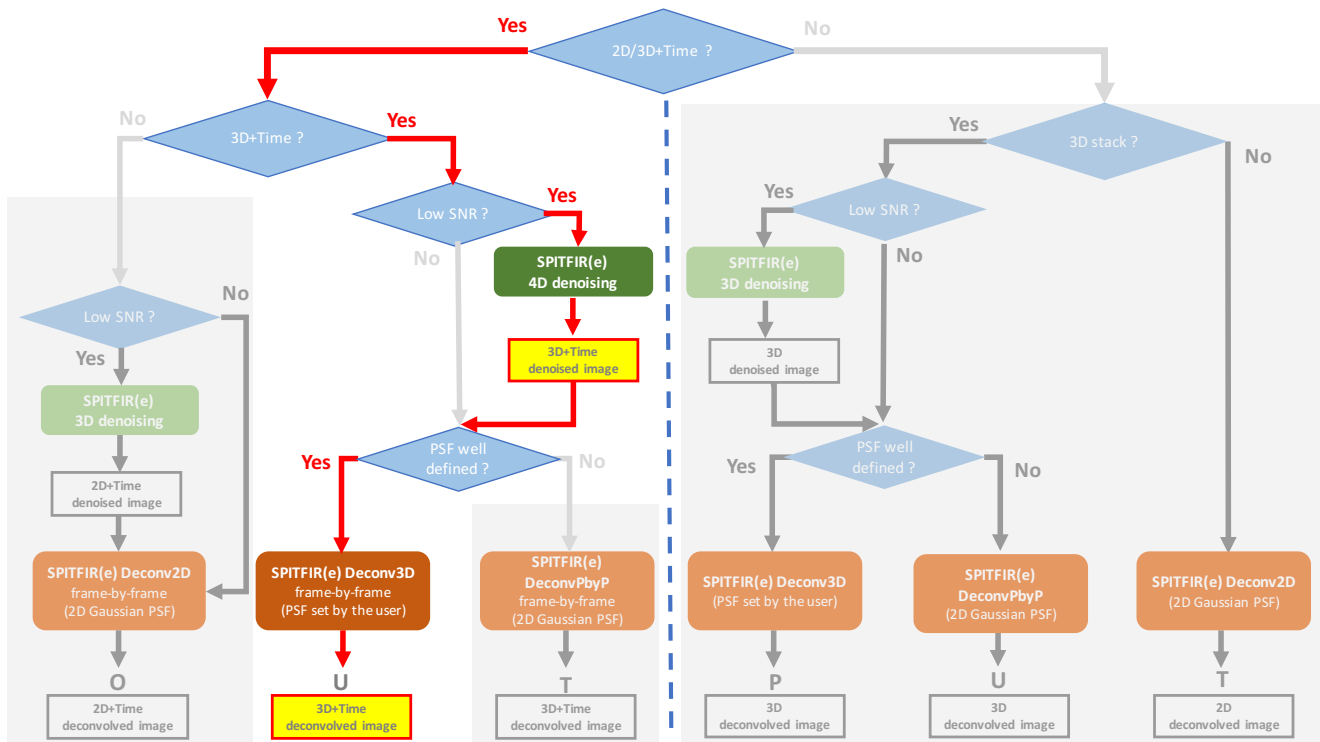 Yes
2D/3D+Time ?
No
No
3D+Time ?
Yes
Yes
3D stack ?
No
Low SNR ?
Yes
No
Yes
Low SNR ?
No
SPITFIR(e)
4D denoising
SPITFIR(e)
3D denoising
Low SNR ?
No
Yes
3D+Time
denoised image
3D
denoised image
SPITFIR(e)
3D denoising
Yes
PSF well
defined ?
No
Yes
PSF well
defined ?
No
2D+Time
denoised image
SPITFIR(e) Deconv2D
frame-by-frame
(2D Gaussian PSF)
SPITFIR(e) Deconv3D
frame-by-frame
(PSF set by the user)
SPITFIR(e)
DeconvPbyP
frame-by-frame
(2D Gaussian PSF)
SPITFIR(e) Deconv3D
(PSF set by the user)
SPITFIR(e)
DeconvPbyP
(2D Gaussian PSF)
SPITFIR(e) Deconv2D
(2D Gaussian PSF)
O
U
T
P
U
T
2D+Time
deconvolved image
3D+Time
deconvolved image
3D+Time
deconvolved image
3D
deconvolved image
3D
deconvolved image
2D
deconvolved image